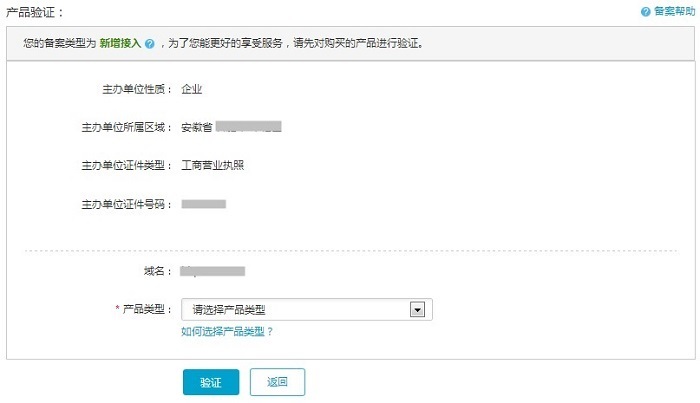 产品验证：
备案帮助
您的备案类型为 新增接入 ，为了您能更好的享受服务，请先对购买的产品进行验证。
主办单位性质： 企业
主办单位所属区域： 安徽省
主办单位证件类型： 工商营业执照
主办单位证件号码：
域名：
* 产品类型： 请选择产品类型
如何选择产品类型？
验证 返回